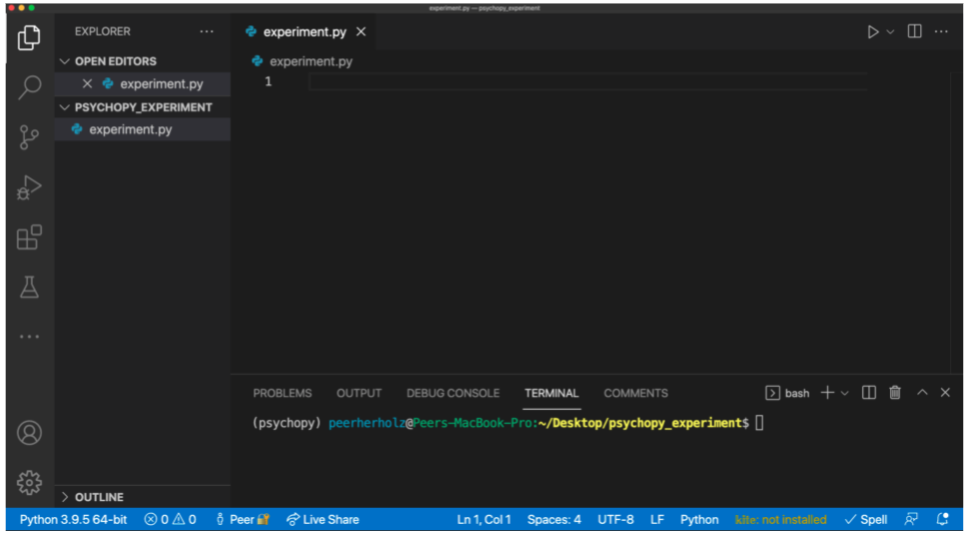 experiment.py — psychopy_experiment
EXPLORER
experiment.py
OPEN EDITORS
experiment.py
PSYCHOPY_EXPERIMENT
experiment.py
OUTLINE
experiment.py
1
PROBLEMS OUTPUT DEBUG CONSOLE TERMINAL COMMENTS bash
(psychopy) peerherholz@Peers-MacBook-Pro:~/Desktop/psychopy_experiment$
Python 3.9.5 64-bit 0 0 Peer Live Share Ln 1, Col 1 Spaces: 4 UTF-8 LF Python kite: not installed Spell